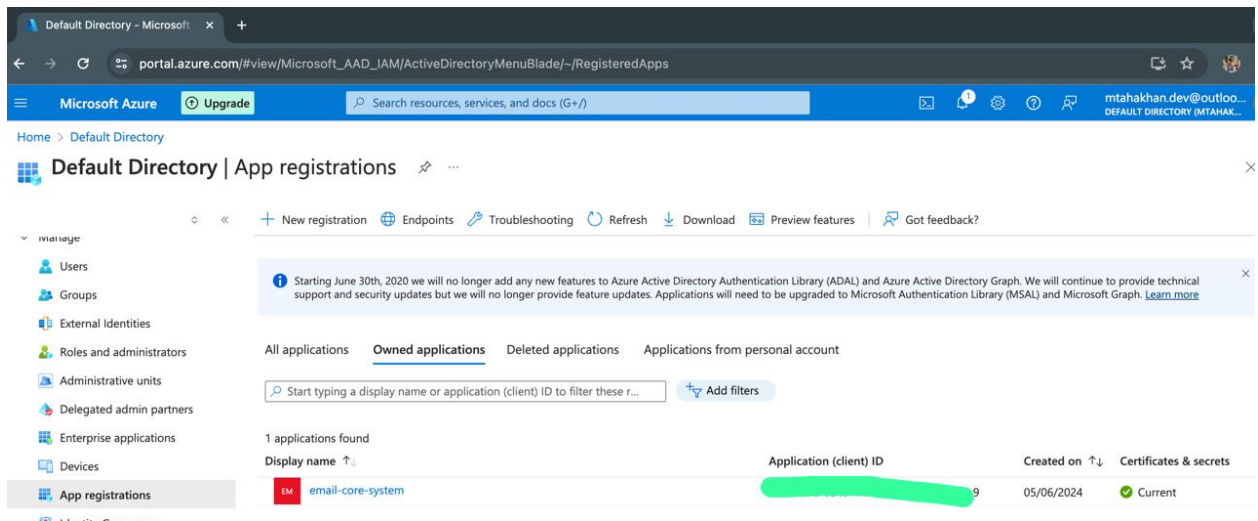 Default Directory - Microsoft
portal.azure.com/#view/Microsoft_AAD_IAM/ActiveDirectoryMenuBlade/~/RegisteredApps
Microsoft Azure
Upgrade
Search resources, services, and docs (G+/)
1
mtahakhan.dev@outloo...
DEFAULT DIRECTORY (MTAHAK...
Home > Default Directory
Default Directory | App registrations
New registration
Endpoints
Troubleshooting
Refresh
Download
Preview features
Got feedback?
Manage
Users
Groups
External Identities
Roles and administrators
Administrative units
Delegated admin partners
Enterprise applications
Devices
App registrations
Starting June 30th, 2020 we will no longer add any new features to Azure Active Directory Authentication Library (ADAL) and Azure Active Directory Graph. We will continue to provide technical
support and security updates but we will no longer provide feature updates. Applications will need to be upgraded to Microsoft Authentication Library (MSAL) and Microsoft Graph. Learn more
All applications
Owned applications
Deleted applications
Applications from personal account
Start typing a display name or application (client) ID to filter these r...
Add filters
1 applications found
Display name
Application (client) ID
Created on
Certificates & secrets
EM
email-core-system
9
05/06/2024
Current